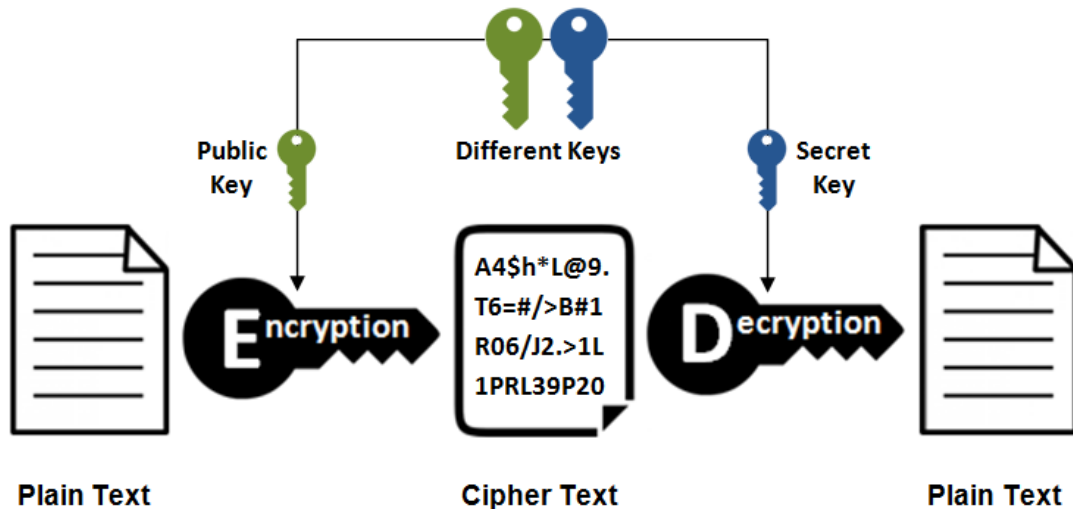 Public
Key
Different Keys
Secret
Key
Encryption
A4$h*L@9.
T6=#/>B#1
R06/J2.>1L
1PRL39P20
Decryption
Plain Text
Cipher Text
Plain Text